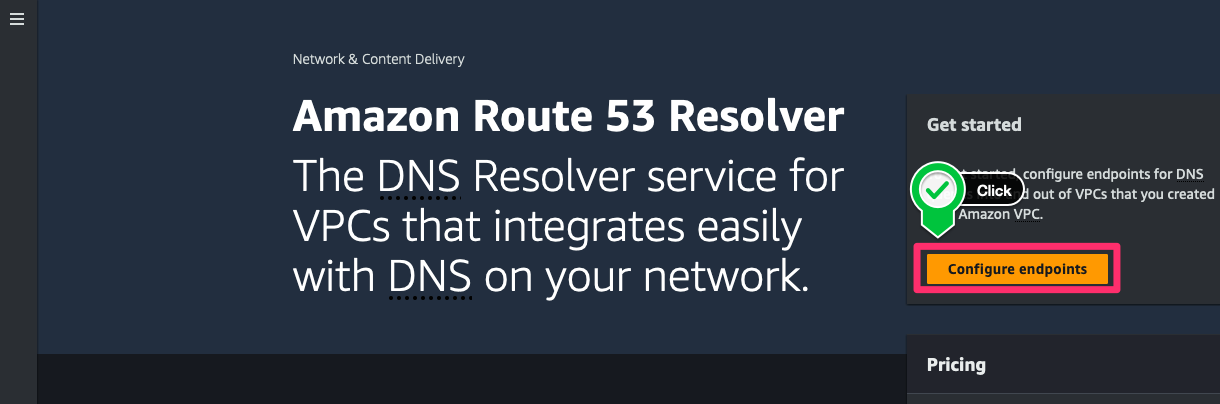 Network & Content Delivery
Amazon Route 53 Resolver
The DNS Resolver service for
VPCs that integrates easily
with DNS on your network.
Get started
started, configure endpoints for DNS
out of VPCs that you created
Amazon VPC.
Click
Configure endpoints
Pricing